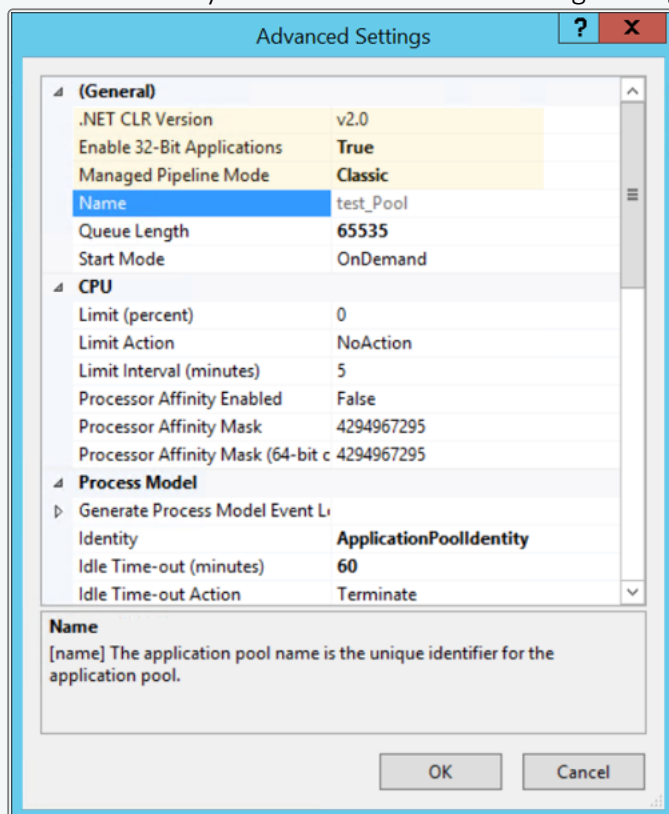 Advanced Settings
? X
(General)
.NET CLR Version v2.0
Enable 32-Bit Applications True
Managed Pipeline Mode Classic
Name test_Pool
Queue Length 65535
Start Mode OnDemand
CPU
Limit (percent) 0
Limit Action NoAction
Limit Interval (minutes) 5
Processor Affinity Enabled False
Processor Affinity Mask 4294967295
Processor Affinity Mask (64-bit c 4294967295
Process Model
Generate Process Model Event L
Identity ApplicationPoolIdentity
Idle Time-out (minutes) 60
Idle Time-out Action Terminate
Name
[name] The application pool name is the unique identifier for the
application pool.
OK Cancel